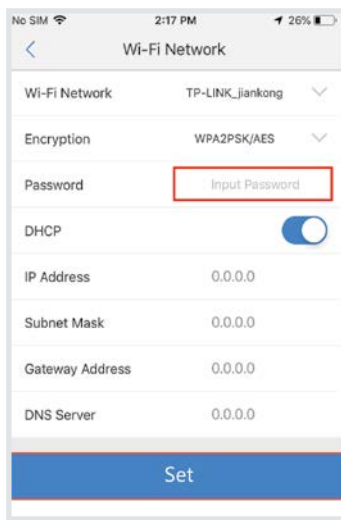 No SIM 2:17 PM 26%
Wi-Fi Network
Wi-Fi Network TP-LINK_jiankong
Encryption WPA2PSK/AES
Password Input Password
DHCP
IP Address 0.0.0.0
Subnet Mask 0.0.0.0
Gateway Address 0.0.0.0
DNS Server 0.0.0.0
Set